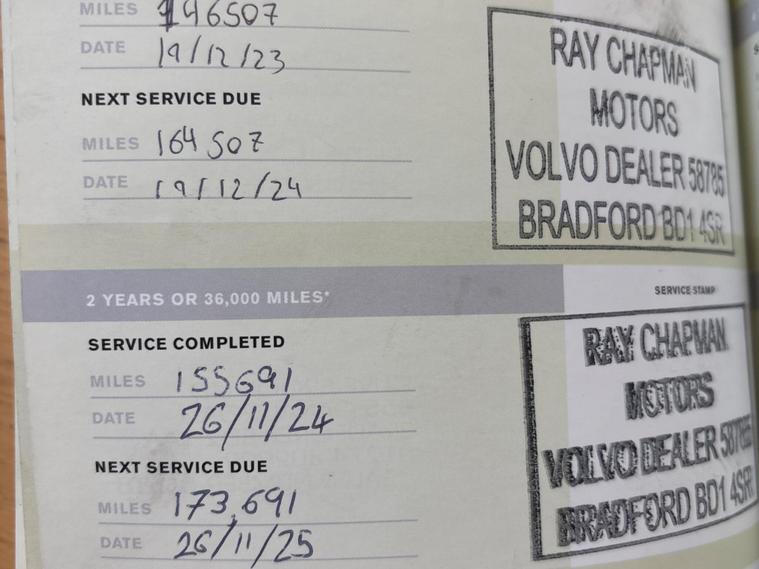 MILES 146507
DATE 19/12/23
NEXT SERVICE DUE
MILES 164507
DATE 19/12/24
RAY CHAPMAN
MOTORS
VOLVO DEALER 58785
BRADFORD BD1 4SR
2 YEARS OR 36,000 MILES*
SERVICE STAMP
SERVICE COMPLETED
MILES 155691
DATE 26/11/24
NEXT SERVICE DUE
MILES 173,691
DATE 26/11/25
RAY CHAPMAN
MOTORS
VOLVO DEALER 58785
BRADFORD BD1 4SR